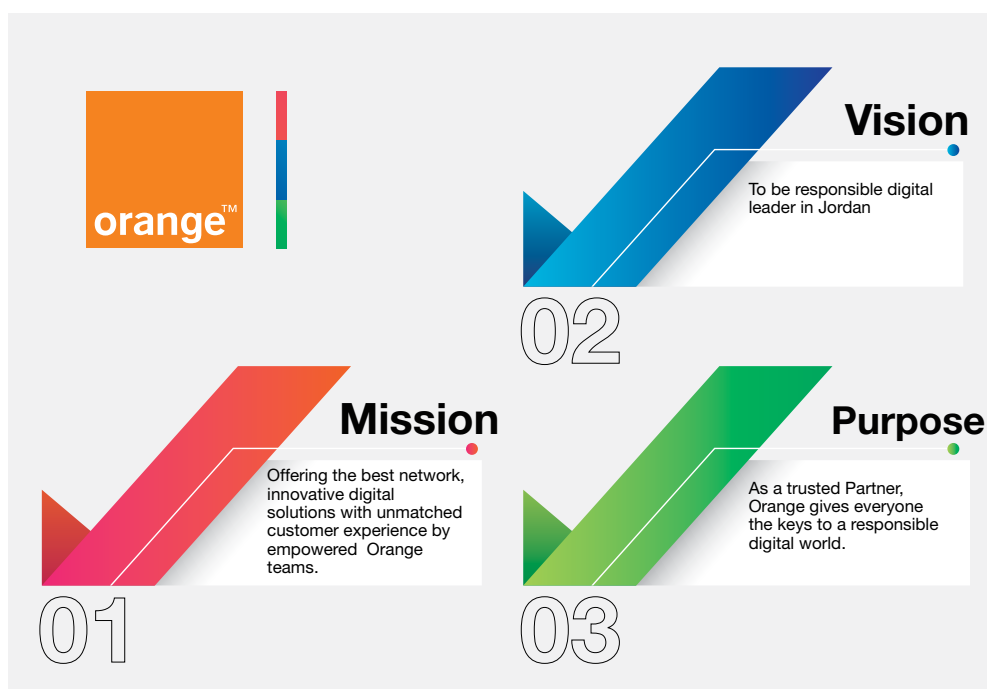 orange™
Vision
To be responsible digital
leader in Jordan
02
Mission
Offering the best network,
innovative digital
solutions with unmatched
customer experience by
empowered  Orange
teams.
01
Purpose
As a trusted Partner,
Orange gives everyone
the keys to a responsible
digital world.
03